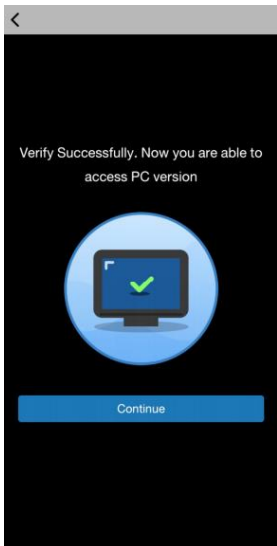 Verify Successfully. Now you are able to
access PC version
Continue